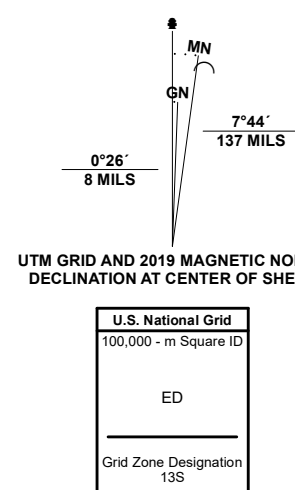 MN
GN
7°44´
137 MILS
0°26´
8 MILS
UTM GRID AND 2019 MAGNETIC NO
DECLINATION AT CENTER OF SHE
U.S. National Grid
100,000 - m Square ID
ED
Grid Zone Designation
13S